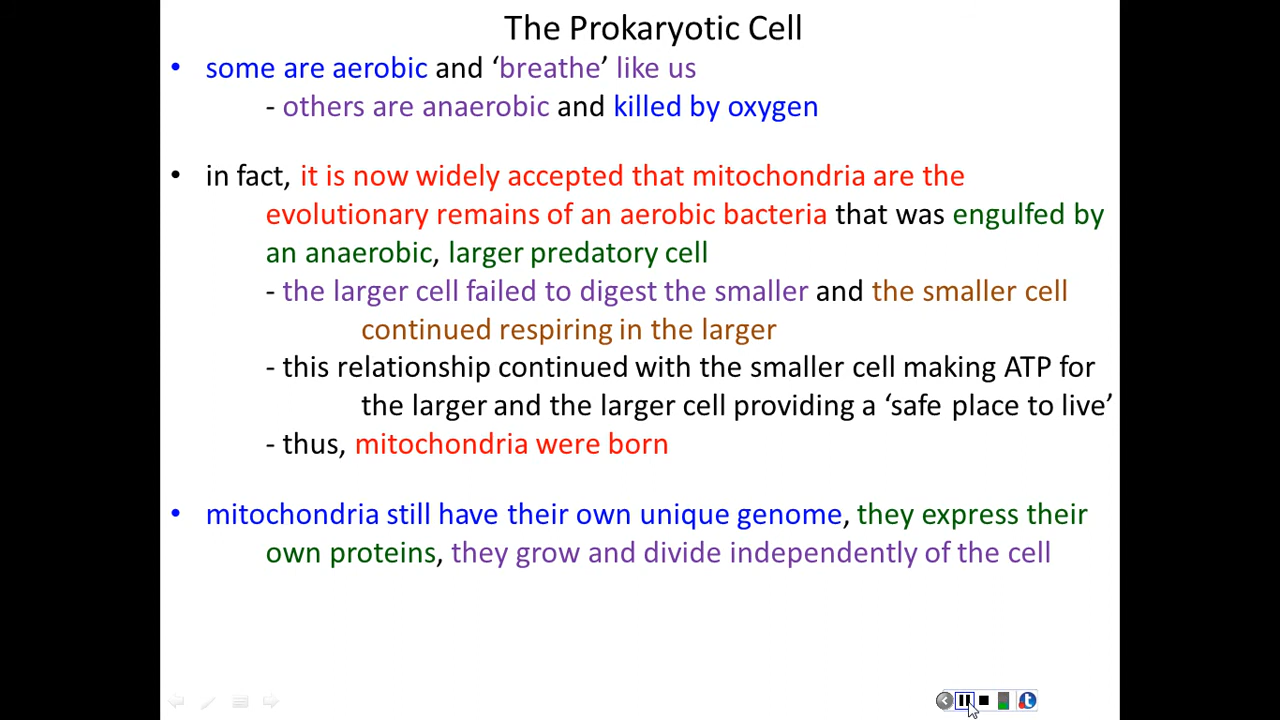 The Prokaryotic Cell
• some are aerobic and ‘breathe’ like us
- others are anaerobic and killed by oxygen
• in fact, it is now widely accepted that mitochondria are the
evolutionary remains of an aerobic bacteria that was engulfed by
an anaerobic, larger predatory cell
- the larger cell failed to digest the smaller and the smaller cell
continued respiring in the larger
- this relationship continued with the smaller cell making ATP for
the larger and the larger cell providing a ‘safe place to live’
- thus, mitochondria were born
• mitochondria still have their own unique genome, they express their
own proteins, they grow and divide independently of the cell